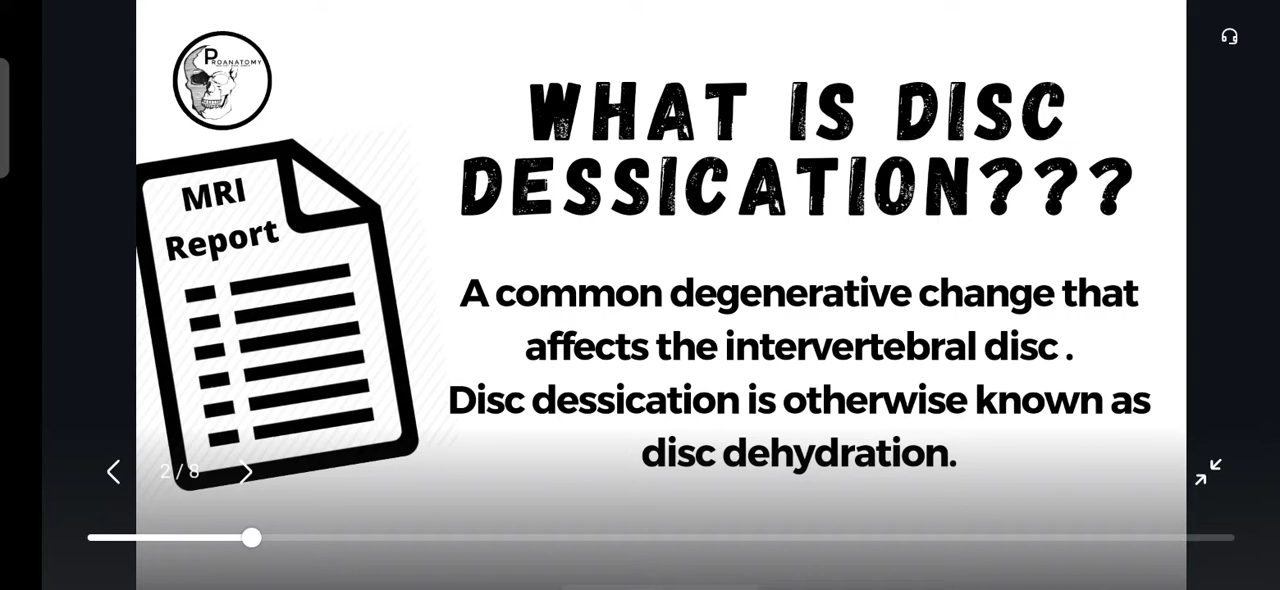 PROANATOMY
MRI
Report
WHAT IS DISC
DESSICATION???
A common degenerative change that
affects the intervertebral disc .
Disc dessication is otherwise known as
disc dehydration.
2 / 8